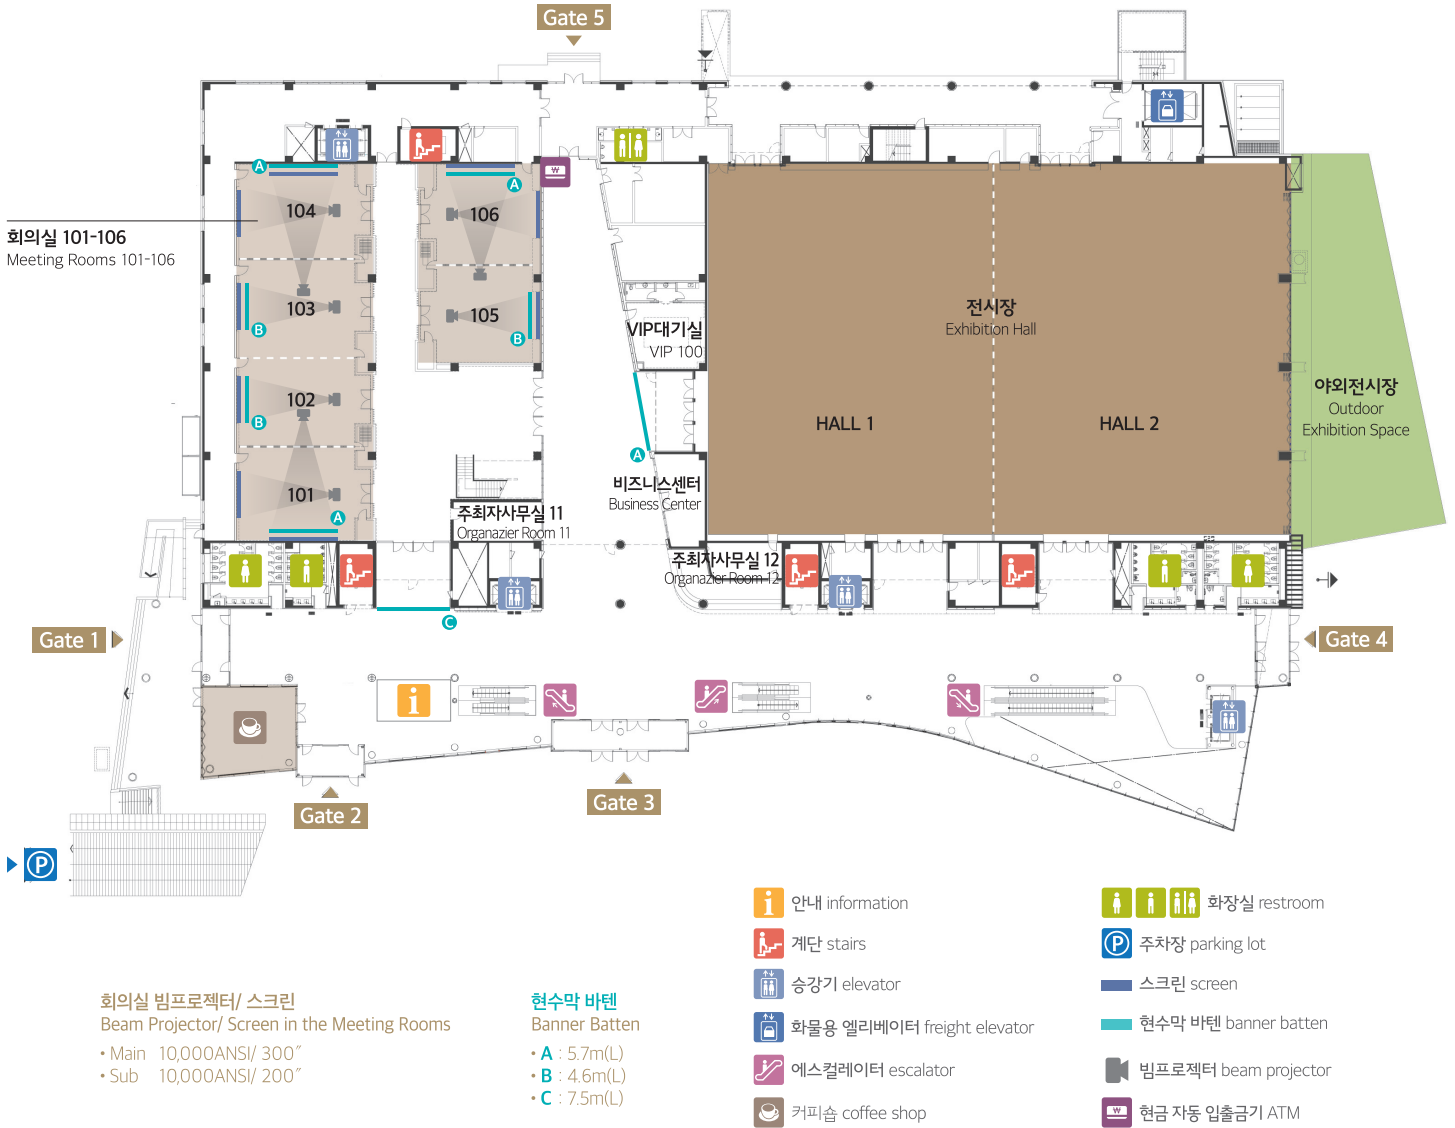 Gate 5
A
A
104
106
회의실 101-106
Meeting Rooms 101-106
103
105
B
B
VIP대기실
VIP 100
전시장
Exhibition Hall
102
B
HALL 1
HALL 2
야외전시장
Outdoor
Exhibition Space
A
101
A
비즈니스센터
Business Center
주최자사무실 11
Organazier Room 11
주최자사무실 12
Organazier Room 12
C
Gate 1
Gate 4
i
Gate 2
Gate 3
P
i 안내 information
계단 stairs
승강기 elevator
화물용 엘리베이터 freight elevator
에스컬레이터 escalator
커피숍 coffee shop
화장실 restroom
P 주차장 parking lot
스크린 screen
현수막 바텐 banner batten
빔프로젝터 beam projector
현금 자동 입출금기 ATM
회의실 빔프로젝터/ 스크린
Beam Projector/ Screen in the Meeting Rooms
• Main 10,000ANSI/ 300″
• Sub 10,000ANSI/ 200″
현수막 바텐
Banner Batten
• A : 5.7m(L)
• B : 4.6m(L)
• C : 7.5m(L)